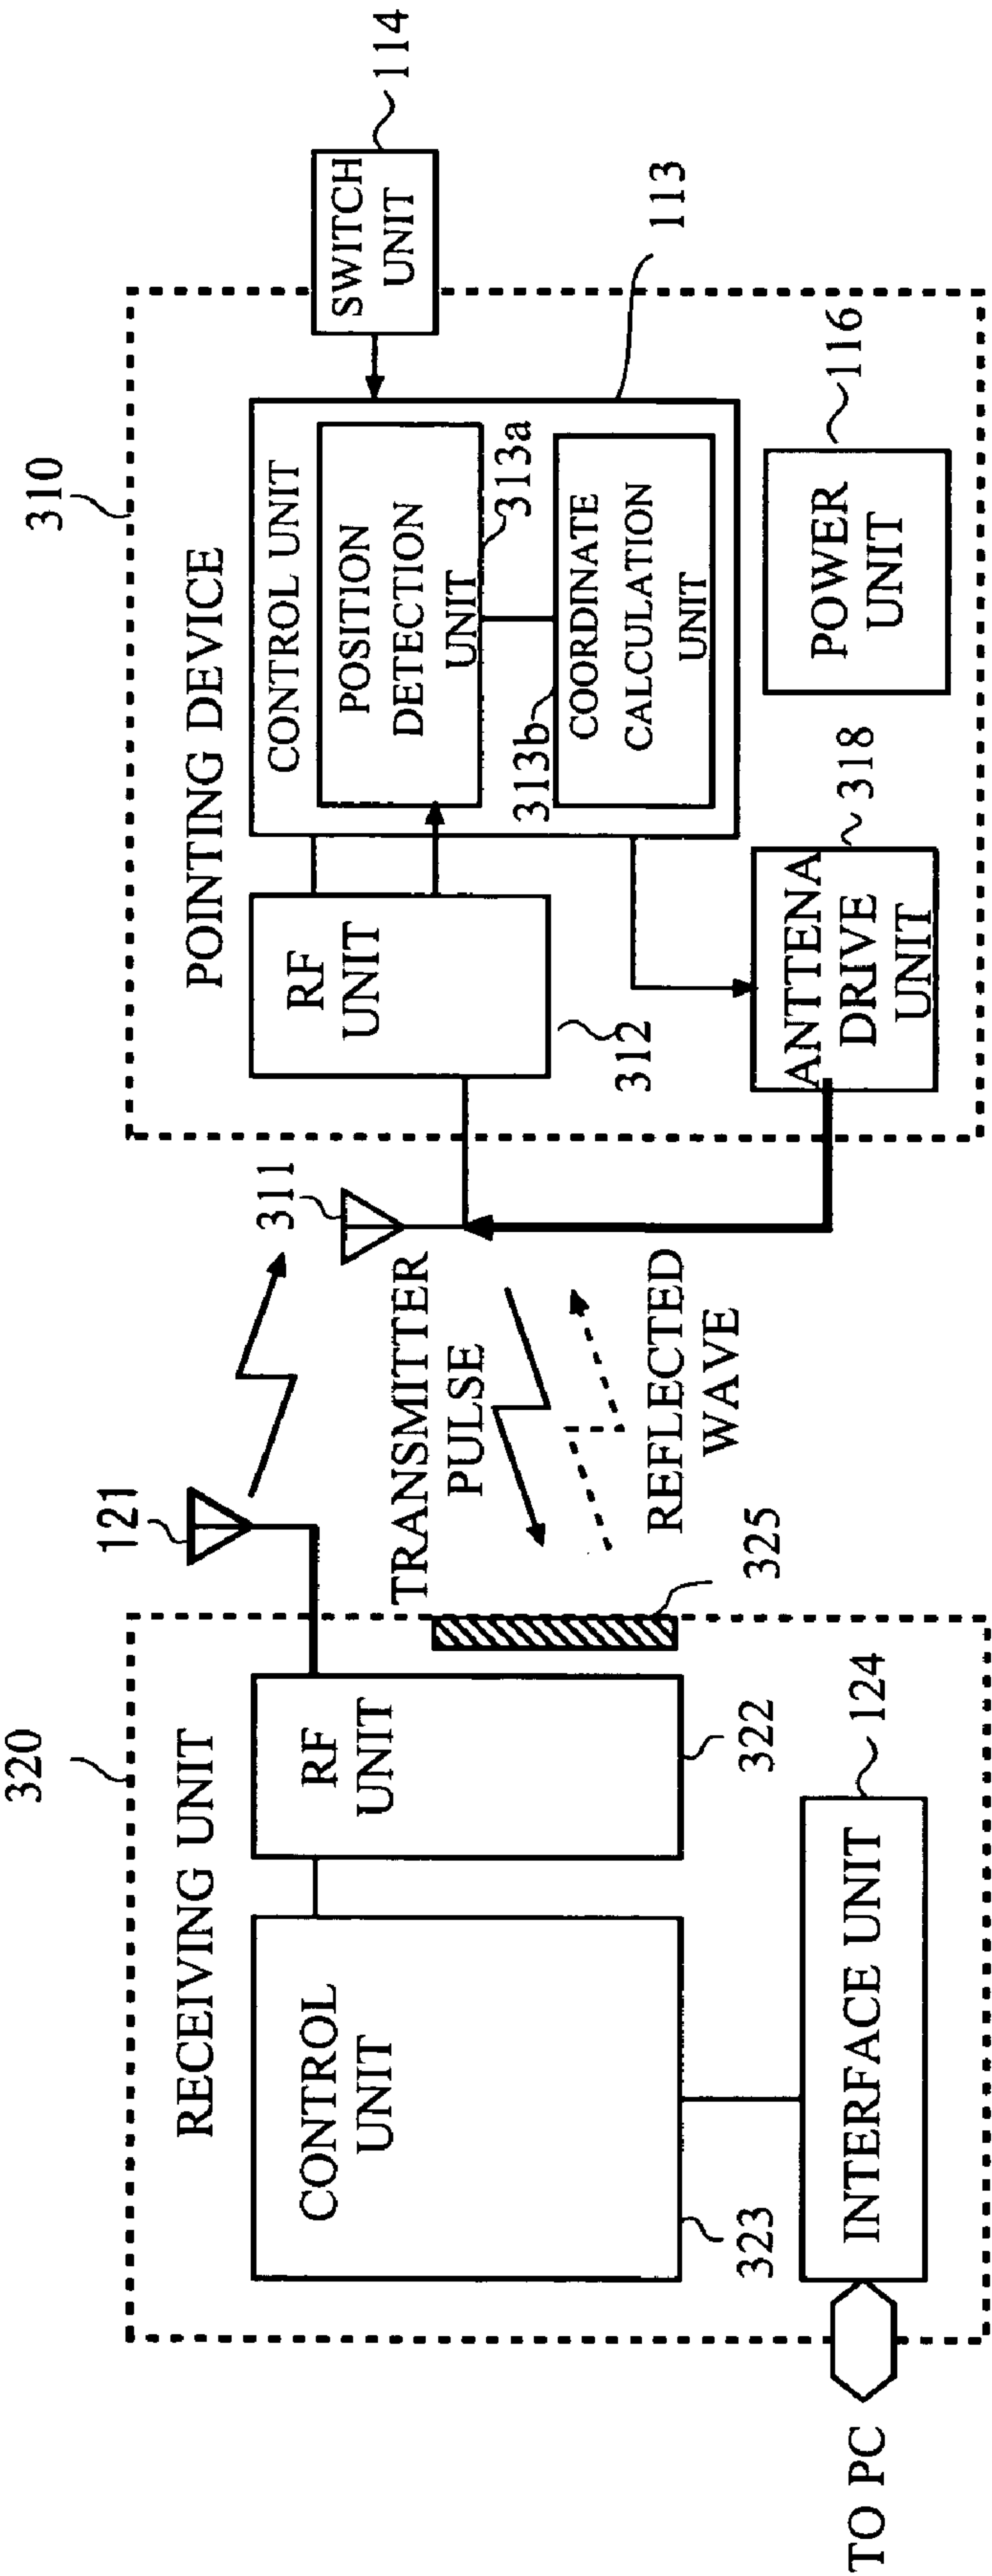 320
RECEIVING UNIT
CONTROL
UNIT
323
RF
UNIT
322
INTERFACE UNIT
124
TO PC
325
121
TRANSMITTER
PULSE
REFLECTED
WAVE
311
310
POINTING DEVICE
RF
UNIT
312
CONTROL UNIT
POSITION
DETECTION
UNIT
313a
313b
COORDINATE
CALCULATION
UNIT
113
SWITCH
UNIT
114
ANTTENA
DRIVE
UNIT
318
POWER
UNIT
116